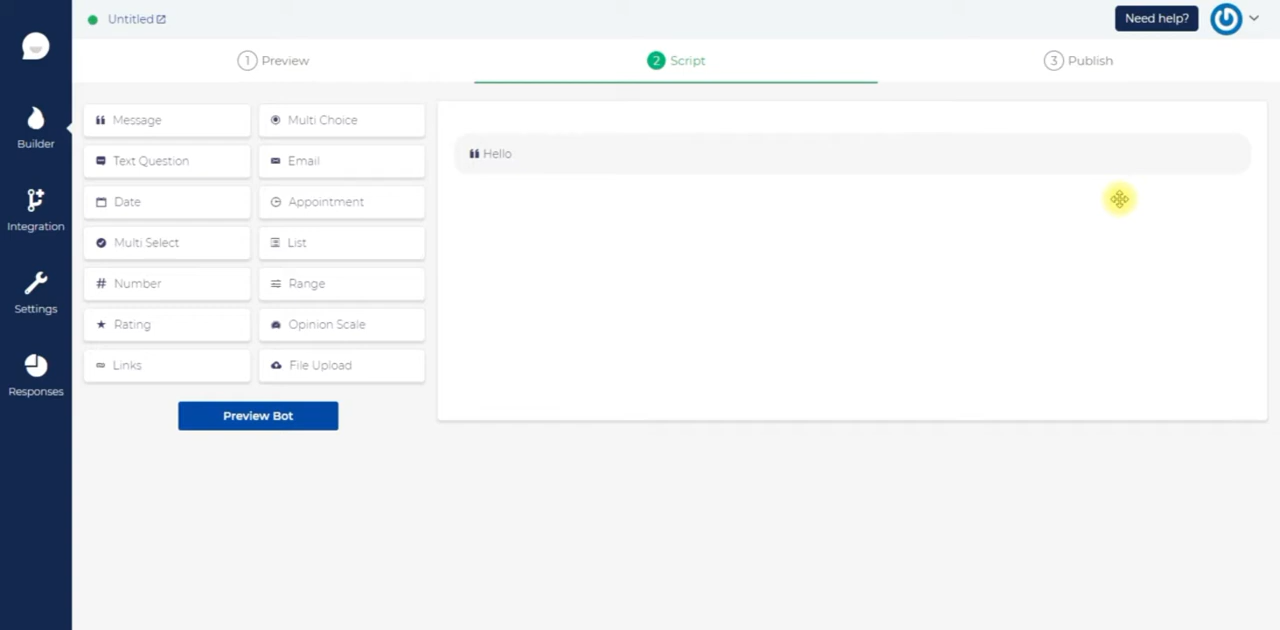 Untitled
Need help?
1 Preview
2 Script
3 Publish
Builder
Integration
Settings
Responses
Message
Multi Choice
Text Question
Email
Date
Appointment
Multi Select
List
# Number
Range
Rating
Opinion Scale
Links
File Upload
Preview Bot
Hello